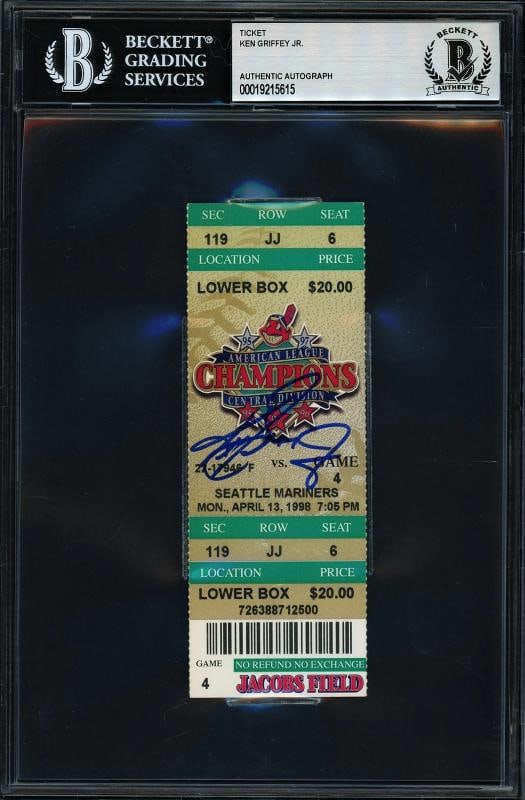 BECKETT®
GRADING
SERVICES
TICKET
KEN GRIFFEY JR.
AUTHENTIC AUTOGRAPH
00019215615
BECKETT
B
AUTHENTIC
B
SEC ROW SEAT
119 JJ 6
LOCATION PRICE
LOWER BOX $20.00
95 97
AMERICAN LEAGUE
CHAMPIONS
CENTRAL DIVISION
VS. GAME
4
SEATTLE MARINERS
MON., APRIL 13, 1998 7:05 PM
SEC ROW SEAT
119 JJ 6
LOCATION PRICE
LOWER BOX $20.00
726388712500
GAME
4
NO REFUND NO EXCHANGE
JACOBS FIELD